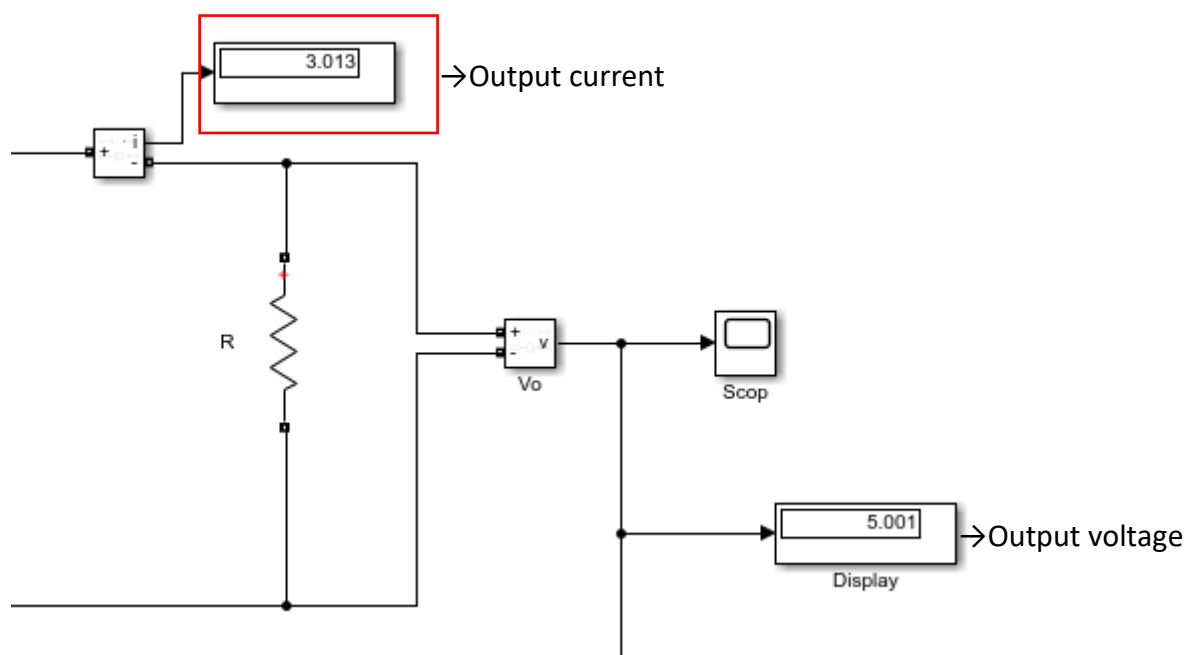 3.013
→Output current
i
+
-
R
+
-
v
Vo
Scop
5.001
→Output voltage
Display